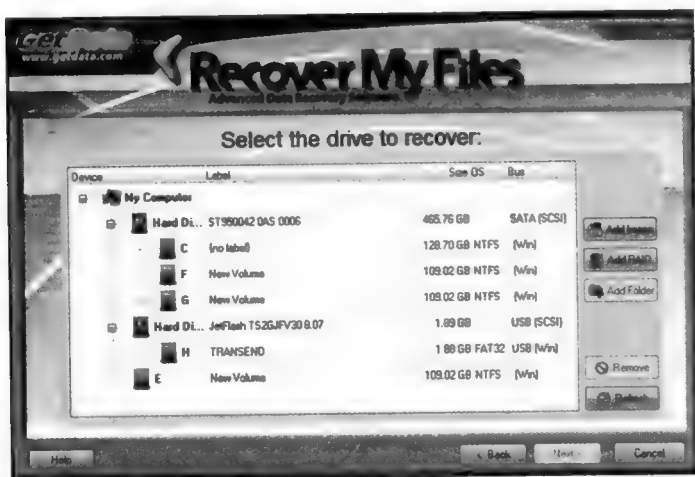 GetData
www.getdata.com
Recover My Files
Advanced Data Recovery Software
Select the drive to recover:
Device Label Size OS Bus
My Computer
Hard Di... ST950042 0AS 0006 465.76 GB SATA (SCSI)
C (no label) 128.70 GB NTFS (Win)
F New Volume 109.02 GB NTFS (Win)
G New Volume 109.02 GB NTFS (Win)
Hard Di... JetFlash TS2GJFV30 8.07 1.89 GB USB (SCSI)
H TRANSEND 1.88 GB FAT32 USB (Win)
E New Volume 109.02 GB NTFS (Win)
Add Image
Add RAID
Add Folder
Remove
Refresh
Help < Back Next > Cancel